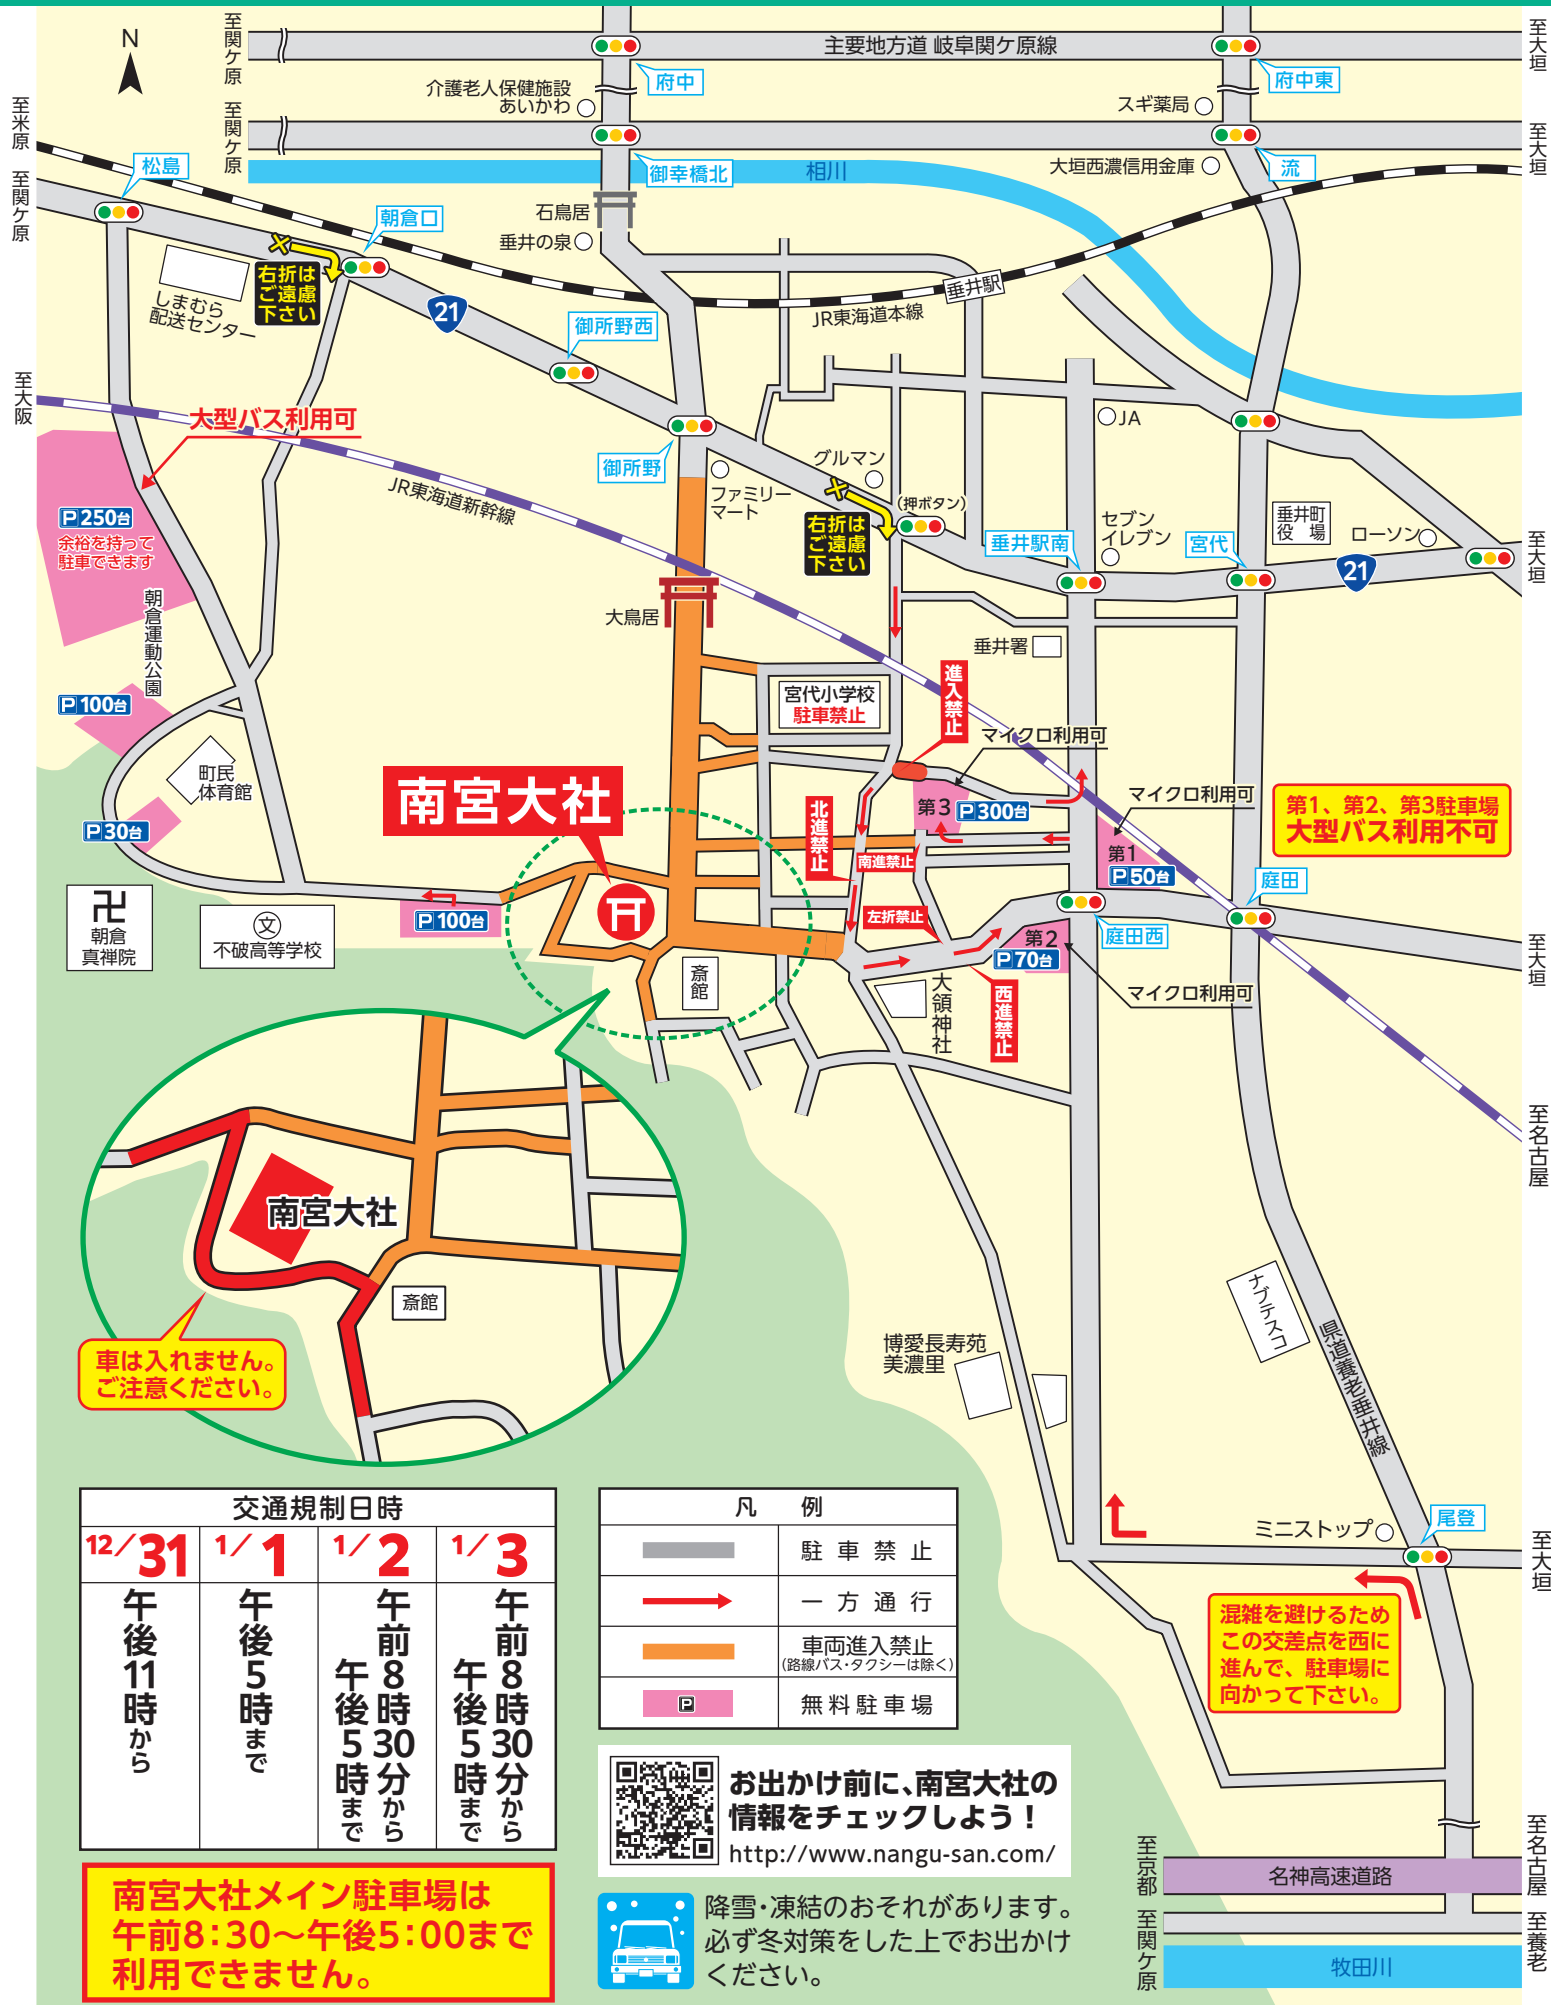 N
至関ケ原
主要地方道 岐阜関ケ原線
至大垣
府中
府中東
介護老人保健施設
あいかわ
スギ薬局
至米原
至関ケ原
至大垣
松島
御幸橋北
相川
大垣西濃信用金庫
流
至関ケ原
朝倉口
石鳥居
垂井の泉
右折は
ご遠慮
下さい
しまむら
配送センター
21
垂井駅
JR東海道本線
御所野西
至大阪
大型バス利用可
JA
御所野
グルマン
JR東海道新幹線
ファミリー
マート
(押ボタン)
P250台
余裕を持って
駐車できます
右折は
ご遠慮
下さい
垂井駅南
セブン
イレブン
宮代
垂井町
役場
ローソン
21
至大垣
朝倉運動公園
大鳥居
垂井署
P100台
宮代小学校
駐車禁止
進入禁止
マイクロ利用可
町民
体育館
南宮大社
北進禁止
第3
P300台
マイクロ利用可
第1、第2、第3駐車場
大型バス利用不可
P30台
南進禁止
第1
P50台
庭田
卍
朝倉
真禅院
文
不破高等学校
P100台
左折禁止
第2
P70台
庭田西
至大垣
斎館
大領神社
西進禁止
マイクロ利用可
至名古屋
南宮大社
斎館
車は入れません。
ご注意ください。
博愛長寿苑
美濃里
ナブテスコ
県道養老垂井線
ミニストップ
尾登
至大垣
混雑を避けるため
この交差点を西に
進んで、駐車場に
向かって下さい。
交通規制日時
12/31
1/1
1/2
1/3
午後11時から
午後5時まで
午前8時30分から
午後5時まで
午前8時30分から
午後5時まで
凡 例
駐車禁止
一方通行
車両進入禁止
(路線バス・タクシーは除く)
P
無料駐車場
お出かけ前に、南宮大社の
情報をチェックしよう！
http://www.nangu-san.com/
南宮大社メイン駐車場は
午前8：30〜午後5：00まで
利用できません。
降雪・凍結のおそれがあります。
必ず冬対策をした上でお出かけ
ください。
至京都
名神高速道路
至名古屋
至関ケ原
至養老
牧田川